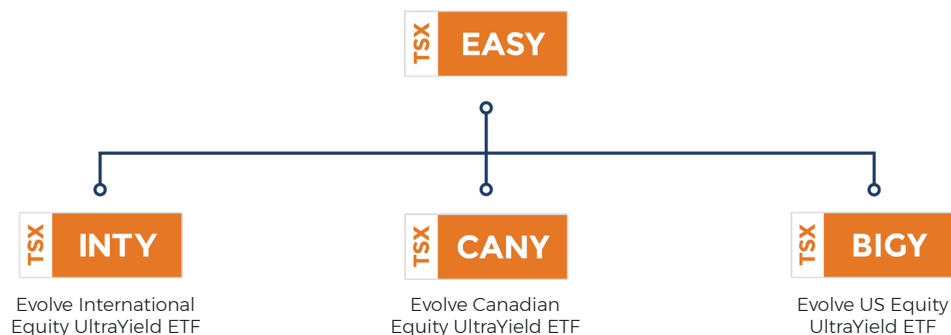 TSX EASY
TSX INTY
TSX CANY
TSX BIGY
Evolve International
Equity UltraYield ETF
Evolve Canadian
Equity UltraYield ETF
Evolve US Equity
UltraYield ETF